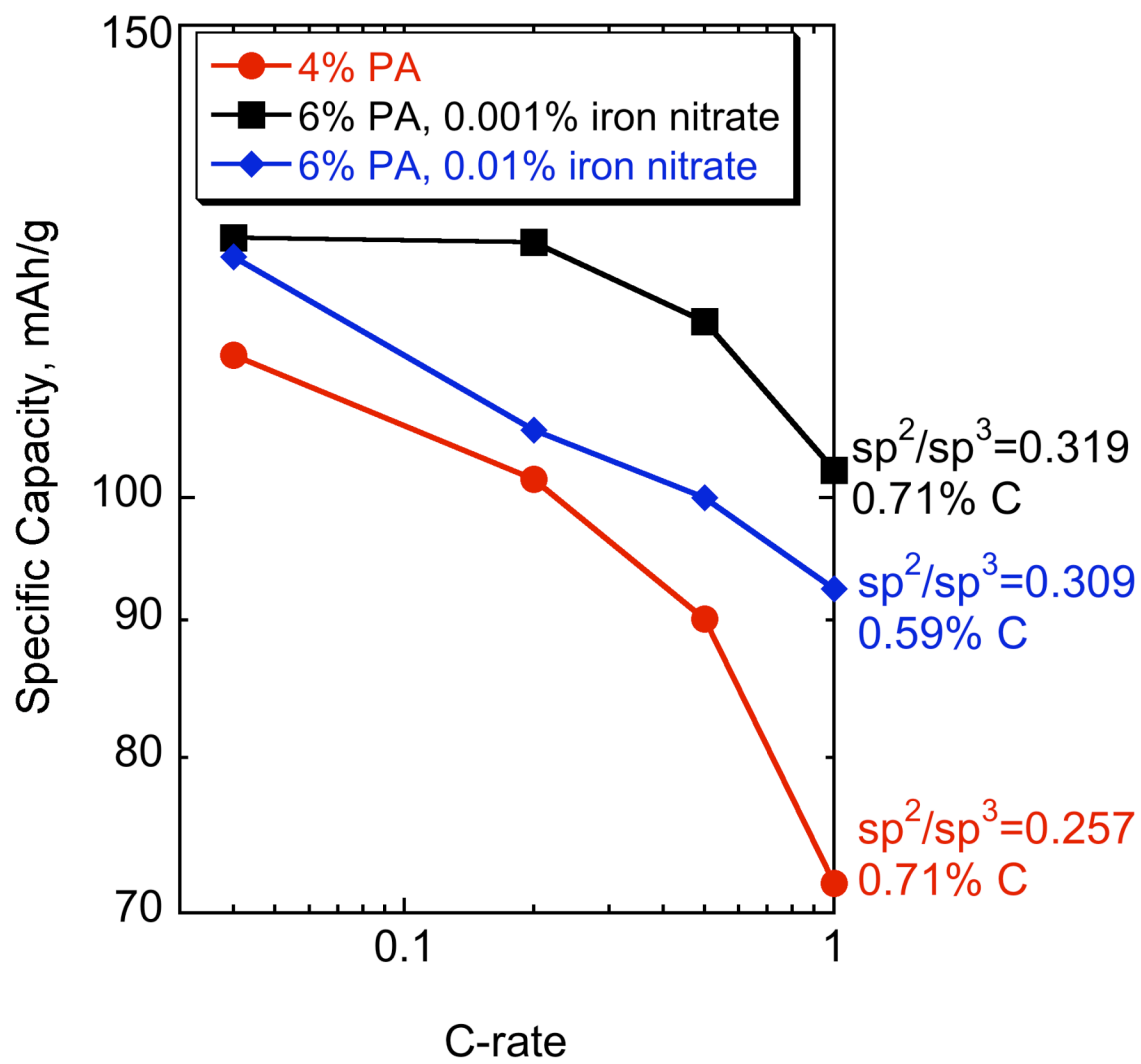 150
4% PA
6% PA, 0.001% iron nitrate
6% PA, 0.01% iron nitrate
Specific Capacity, mAh/g
100
90
80
70
sp²/sp³=0.319
0.71% C
sp²/sp³=0.309
0.59% C
sp²/sp³=0.257
0.71% C
0.1
1
C-rate